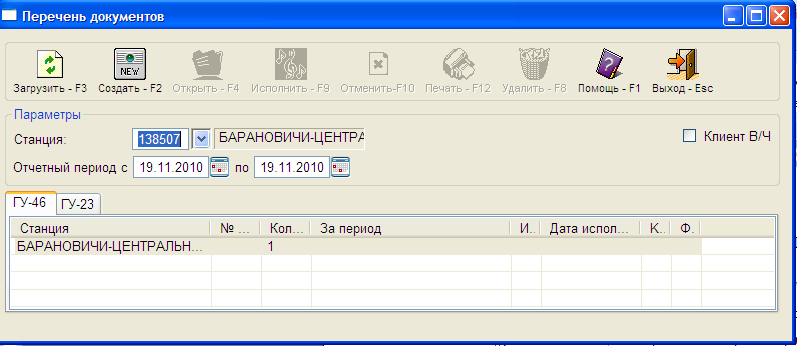 Перечень документов
Загрузить - F3 Создать - F2 Открыть - F4 Исполнить - F9 Отменить-F10 Печать - F12 Удалить - F8 Помощь - F1 Выход - Esc
NEW
Параметры
Станция: 138507 БАРАНОВИЧИ-ЦЕНТРА Клиент В/Ч
Отчетный период с 19.11.2010 по 19.11.2010
ГУ-46 ГУ-23
Станция № ... Кол... За период И.. Дата испол... К.. Ф.
БАРАНОВИЧИ-ЦЕНТРАЛЬН... 1